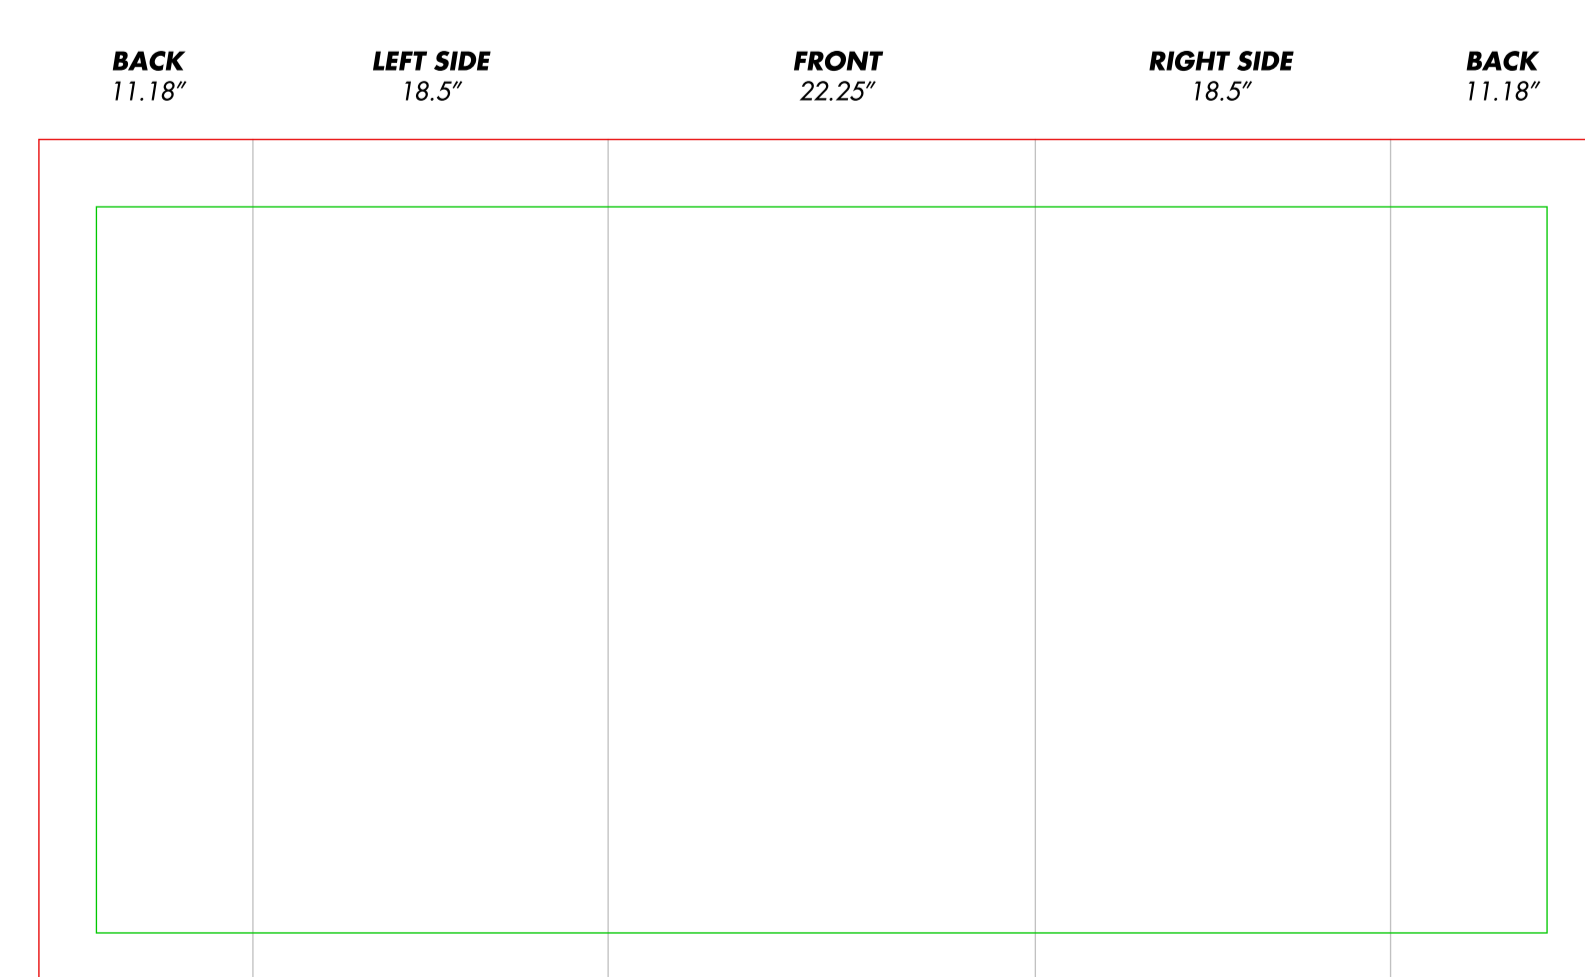 BACK
11.18″
LEFT SIDE
18.5″
FRONT
22.25″
RIGHT SIDE
18.5″
BACK
11.18″